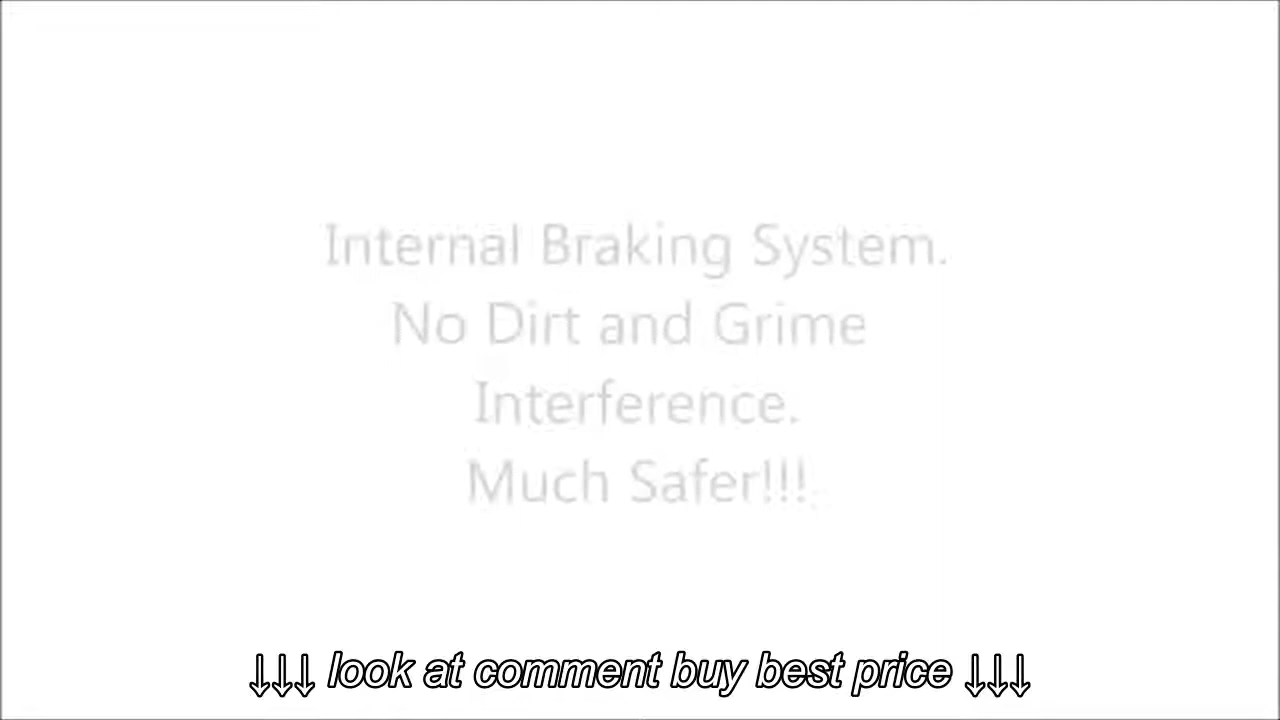 Internal Braking System.
No Dirt and Grime
Interference.
Much Safer!!!
↓↓↓ look at comment buy best price ↓↓↓